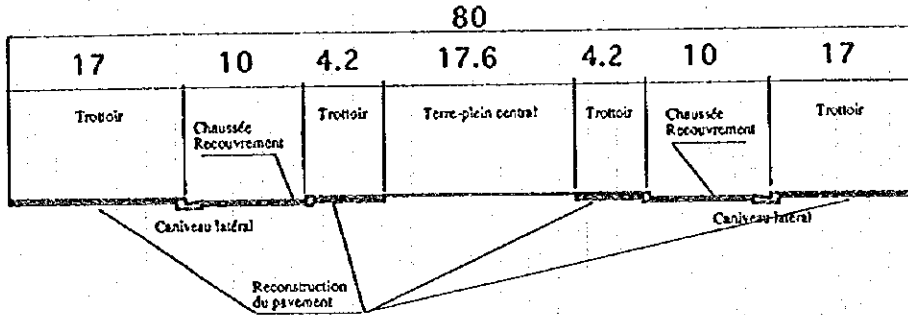 80
17 10 4.2 17.6 4.2 10 17
Trottoir Trottoir Terre-plein central Trottoir Trottoir
Chaussée
Recouvrement
Chaussée
Recouvrement
Caniveau latéral
Caniveau latéral
Reconstruction
du pavement